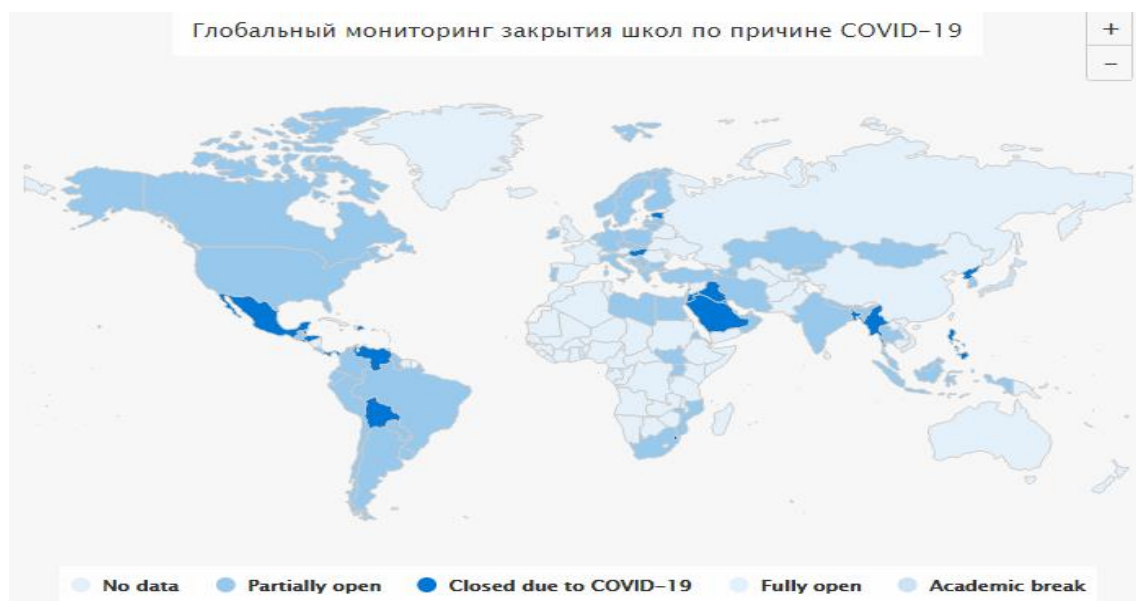 Глобальный мониторинг закрытия школ по причине COVID-19
+
−
No data Partially open Closed due to COVID-19 Fully open Academic break